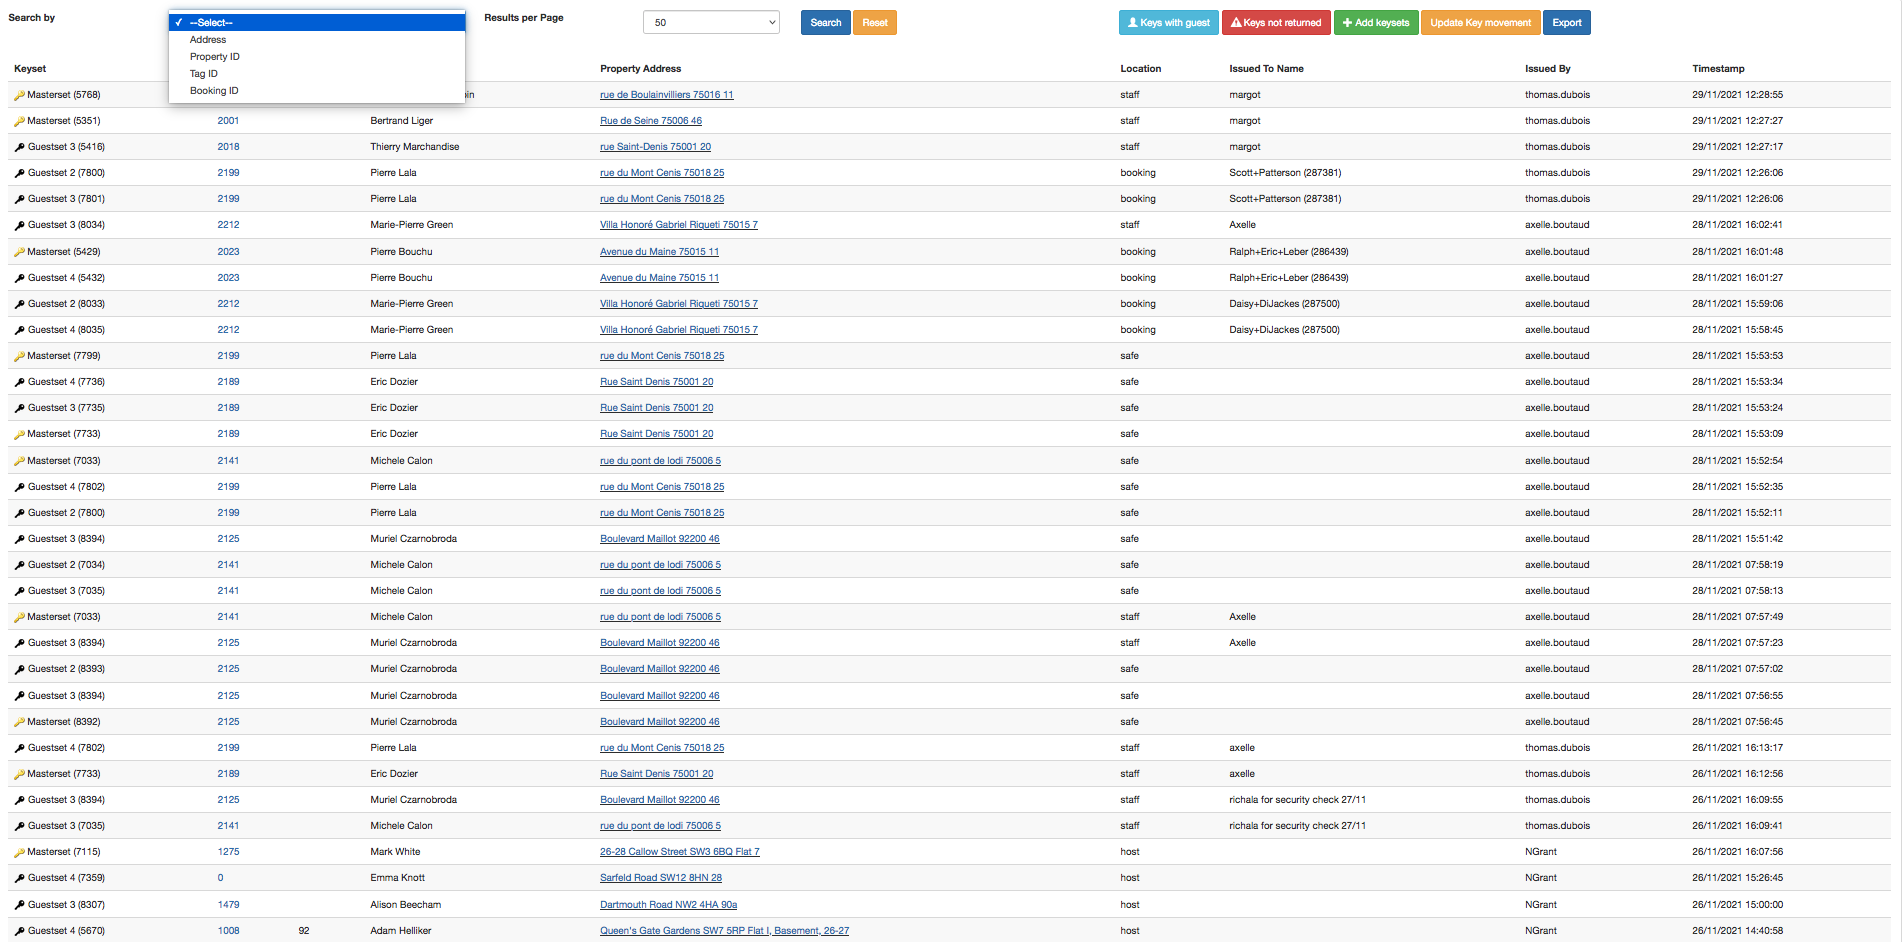 Search by
✓ --Select--
Address
Property ID
Tag ID
Booking ID
Results per Page
50
Search
Reset
Keys with guest
Keys not returned
Add keysets
Update Key movement
Export
Keyset Property Address Location Issued To Name Issued By Timestamp
Masterset (5768) rue de Boulainvilliers 75016 11 staff margot thomas.dubois 29/11/2021 12:28:55
Masterset (5351) 2001 Bertrand Liger Rue de Seine 75006 46 staff margot thomas.dubois 29/11/2021 12:27:27
Guestset 3 (5416) 2018 Thierry Marchandise rue Saint-Denis 75001 20 staff margot thomas.dubois 29/11/2021 12:27:17
Guestset 2 (7800) 2199 Pierre Lala rue du Mont Cenis 75018 25 booking Scott+Patterson (287381) thomas.dubois 29/11/2021 12:26:06
Guestset 3 (7801) 2199 Pierre Lala rue du Mont Cenis 75018 25 booking Scott+Patterson (287381) thomas.dubois 29/11/2021 12:26:06
Guestset 3 (8034) 2212 Marie-Pierre Green Villa Honoré Gabriel Riqueti 75015 7 staff Axelle axelle.boutaud 28/11/2021 16:02:41
Masterset (5429) 2023 Pierre Bouchu Avenue du Maine 75015 11 booking Ralph+Eric+Leber (286439) axelle.boutaud 28/11/2021 16:01:48
Guestset 4 (5432) 2023 Pierre Bouchu Avenue du Maine 75015 11 booking Ralph+Eric+Leber (286439) axelle.boutaud 28/11/2021 16:01:27
Guestset 2 (8033) 2212 Marie-Pierre Green Villa Honoré Gabriel Riqueti 75015 7 booking Daisy+DiJackes (287500) axelle.boutaud 28/11/2021 15:59:06
Guestset 4 (8035) 2212 Marie-Pierre Green Villa Honoré Gabriel Riqueti 75015 7 booking Daisy+DiJackes (287500) axelle.boutaud 28/11/2021 15:58:45
Masterset (7799) 2199 Pierre Lala rue du Mont Cenis 75018 25 safe axelle.boutaud 28/11/2021 15:53:53
Guestset 4 (7736) 2189 Eric Dozier Rue Saint Denis 75001 20 safe axelle.boutaud 28/11/2021 15:53:34
Guestset 3 (7735) 2189 Eric Dozier Rue Saint Denis 75001 20 safe axelle.boutaud 28/11/2021 15:53:24
Masterset (7733) 2189 Eric Dozier Rue Saint Denis 75001 20 safe axelle.boutaud 28/11/2021 15:53:09
Masterset (7033) 2141 Michele Calon rue du pont de lodi 75006 5 safe axelle.boutaud 28/11/2021 15:52:54
Guestset 4 (7802) 2199 Pierre Lala rue du Mont Cenis 75018 25 safe axelle.boutaud 28/11/2021 15:52:35
Guestset 2 (7800) 2199 Pierre Lala rue du Mont Cenis 75018 25 safe axelle.boutaud 28/11/2021 15:52:11
Guestset 3 (8394) 2125 Muriel Czarnobroda Boulevard Maillot 92200 46 safe axelle.boutaud 28/11/2021 15:51:42
Guestset 2 (7034) 2141 Michele Calon rue du pont de lodi 75006 5 safe axelle.boutaud 28/11/2021 07:58:19
Guestset 3 (7035) 2141 Michele Calon rue du pont de lodi 75006 5 safe axelle.boutaud 28/11/2021 07:58:13
Masterset (7033) 2141 Michele Calon rue du pont de lodi 75006 5 staff Axelle axelle.boutaud 28/11/2021 07:57:49
Guestset 3 (8394) 2125 Muriel Czarnobroda Boulevard Maillot 92200 46 staff Axelle axelle.boutaud 28/11/2021 07:57:23
Guestset 2 (8393) 2125 Muriel Czarnobroda Boulevard Maillot 92200 46 safe axelle.boutaud 28/11/2021 07:57:02
Guestset 3 (8394) 2125 Muriel Czarnobroda Boulevard Maillot 92200 46 safe axelle.boutaud 28/11/2021 07:56:55
Masterset (8392) 2125 Muriel Czarnobroda Boulevard Maillot 92200 46 safe axelle.boutaud 28/11/2021 07:56:45
Guestset 4 (7802) 2199 Pierre Lala rue du Mont Cenis 75018 25 staff axelle thomas.dubois 26/11/2021 16:13:17
Masterset (7733) 2189 Eric Dozier Rue Saint Denis 75001 20 staff axelle thomas.dubois 26/11/2021 16:12:56
Guestset 3 (8394) 2125 Muriel Czarnobroda Boulevard Maillot 92200 46 staff richala for security check 27/11 thomas.dubois 26/11/2021 16:09:55
Guestset 3 (7035) 2141 Michele Calon rue du pont de lodi 75006 5 staff richala for security check 27/11 thomas.dubois 26/11/2021 16:09:41
Masterset (7115) 1275 Mark White 26-28 Callow Street SW3 6BQ Flat 7 host NGrant 26/11/2021 16:07:56
Guestset 4 (7359) 0 Emma Knott Sarfeld Road SW12 8HN 28 host NGrant 26/11/2021 15:26:45
Guestset 3 (8307) 1479 Alison Beecham Dartmouth Road NW2 4HA 90a host NGrant 26/11/2021 15:00:00
Guestset 4 (5670) 1008 92 Adam Helliker Queen's Gate Gardens SW7 5RP Flat I, Basement, 26-27 host NGrant 26/11/2021 14:40:58